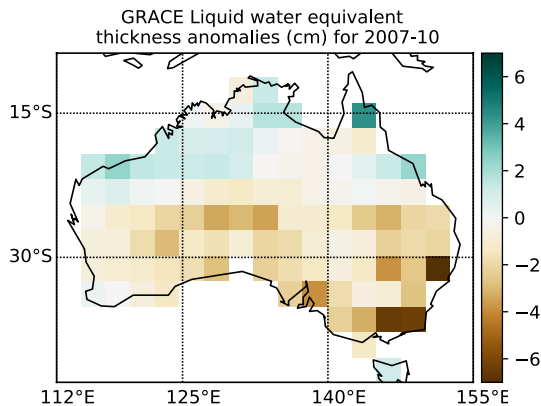 GRACE Liquid water equivalent
thickness anomalies (cm) for 2007-10
6
15°S
4
2
0
−2
30°S
−4
−6
112°E
125°E
140°E
155°E